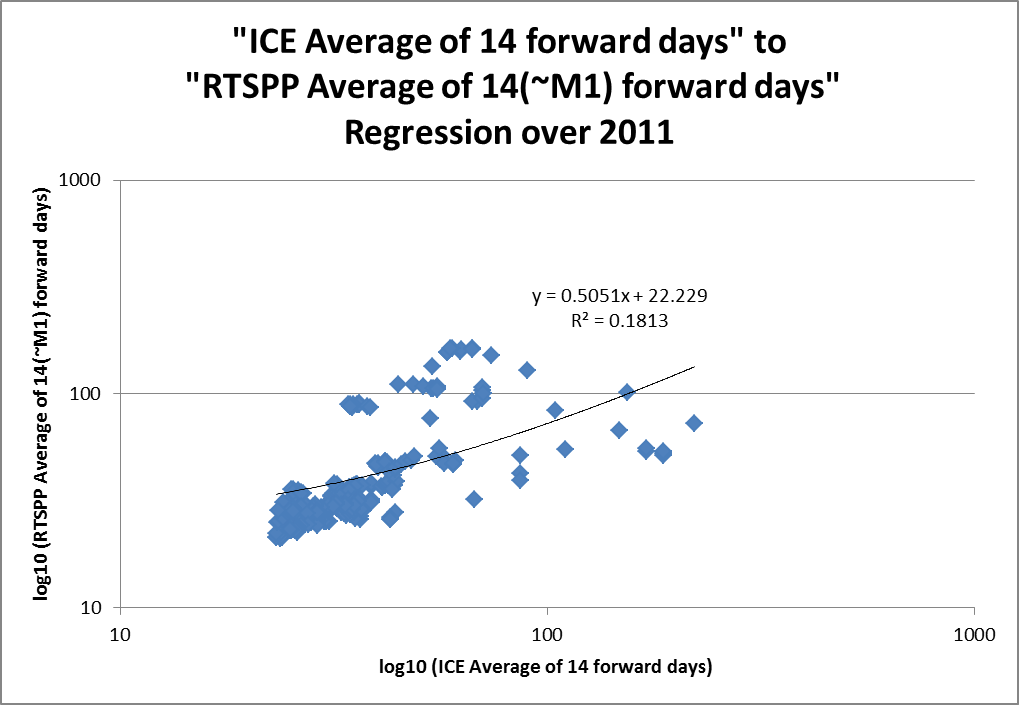 "ICE Average of 14 forward days" to
"RTSPP Average of 14(~M1) forward days"
Regression over 2011
log10 (RTSPP Average of 14(~M1) forward days)
1000
100
10
y = 0.5051x + 22.229
R² = 0.1813
10
100
1000
log10 (ICE Average of 14 forward days)